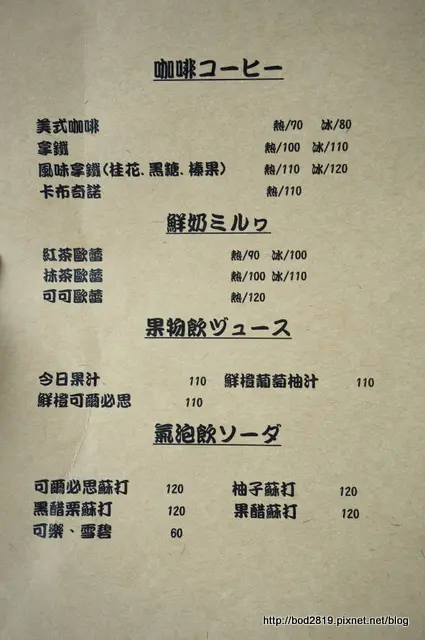 咖啡コーヒー
美式咖啡 熱/70 冰/80
拿鐵 熱/100 冰/110
風味拿鐵(桂花.黑糖.榛果) 熱/110 冰/120
卡布奇諾 熱/110
鮮奶ミルヮ
紅茶歐蕾 熱/90 冰/100
抹茶歐蕾 熱/100 冰/110
可可歐蕾 熱/120
果物飲ヅュース
今日果汁 110 鮮橙葡萄柚汁 110
鮮橙可爾必思 110
氣泡飲ソーダ
可爾必思蘇打 120 柚子蘇打 120
黑醋栗蘇打 120 果醋蘇打 120
可樂、雪碧 60
http://bod2819.pixnet.net/blog